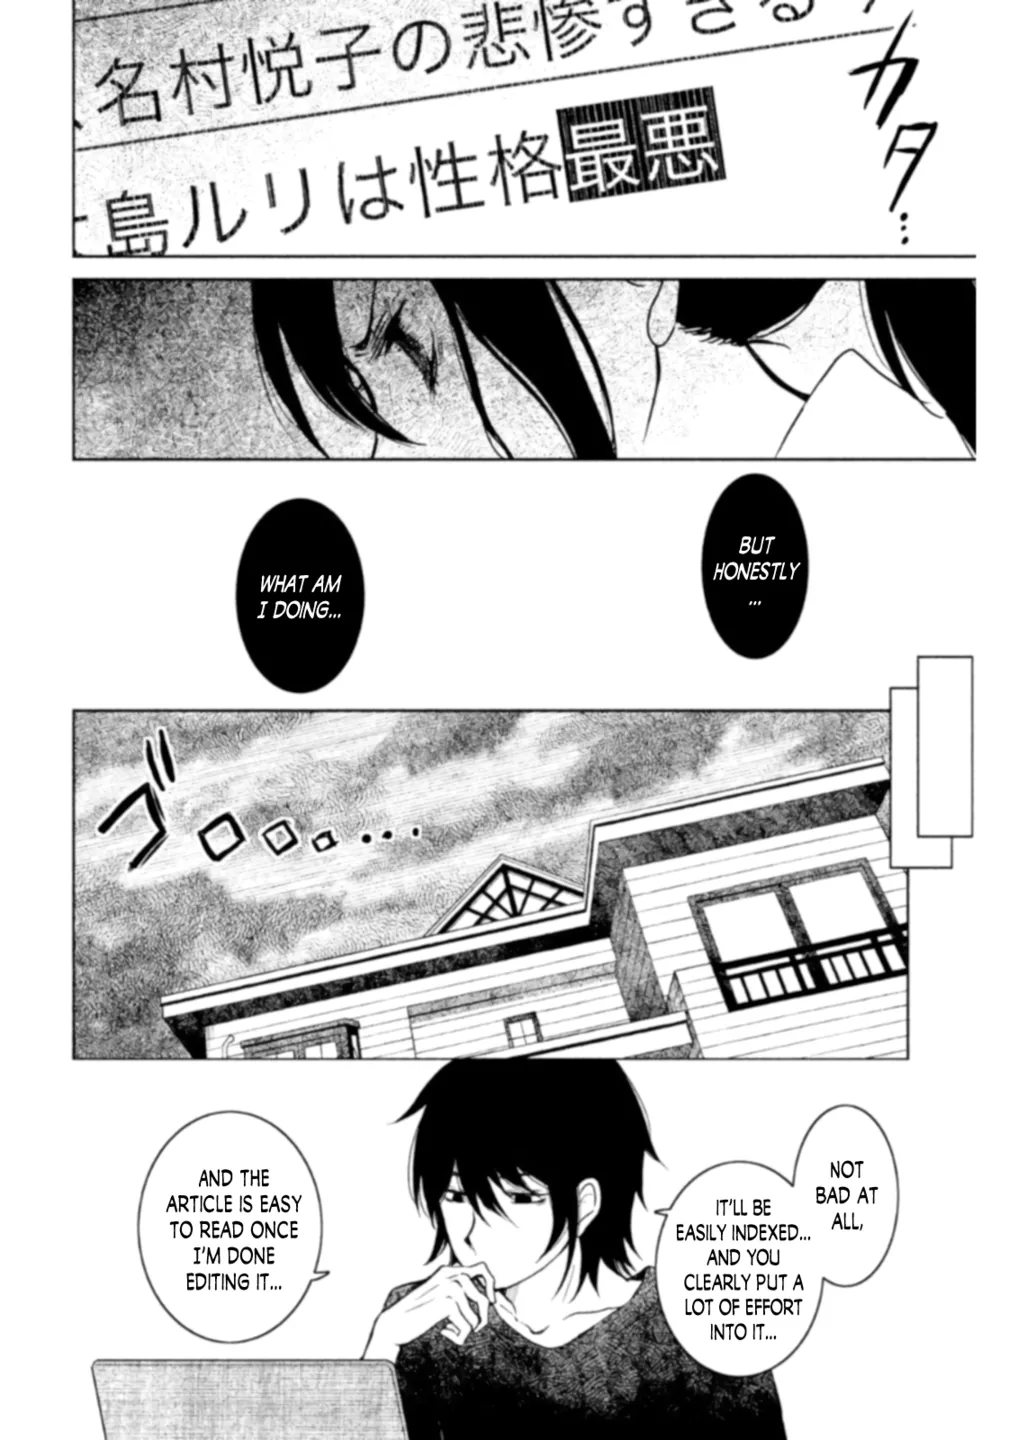 名村悦子の悲惨すぎる
島ルリは性格最悪
カタ…
BUT
HONESTLY
...
WHAT AM
I DOING...
ゴロロロ...
NOT
BAD AT
ALL,
IT'LL BE
EASILY INDEXED...
AND YOU
CLEARLY PUT A
LOT OF EFFORT
INTO IT...
AND THE
ARTICLE IS EASY
TO READ ONCE
I'M DONE
EDITING IT...